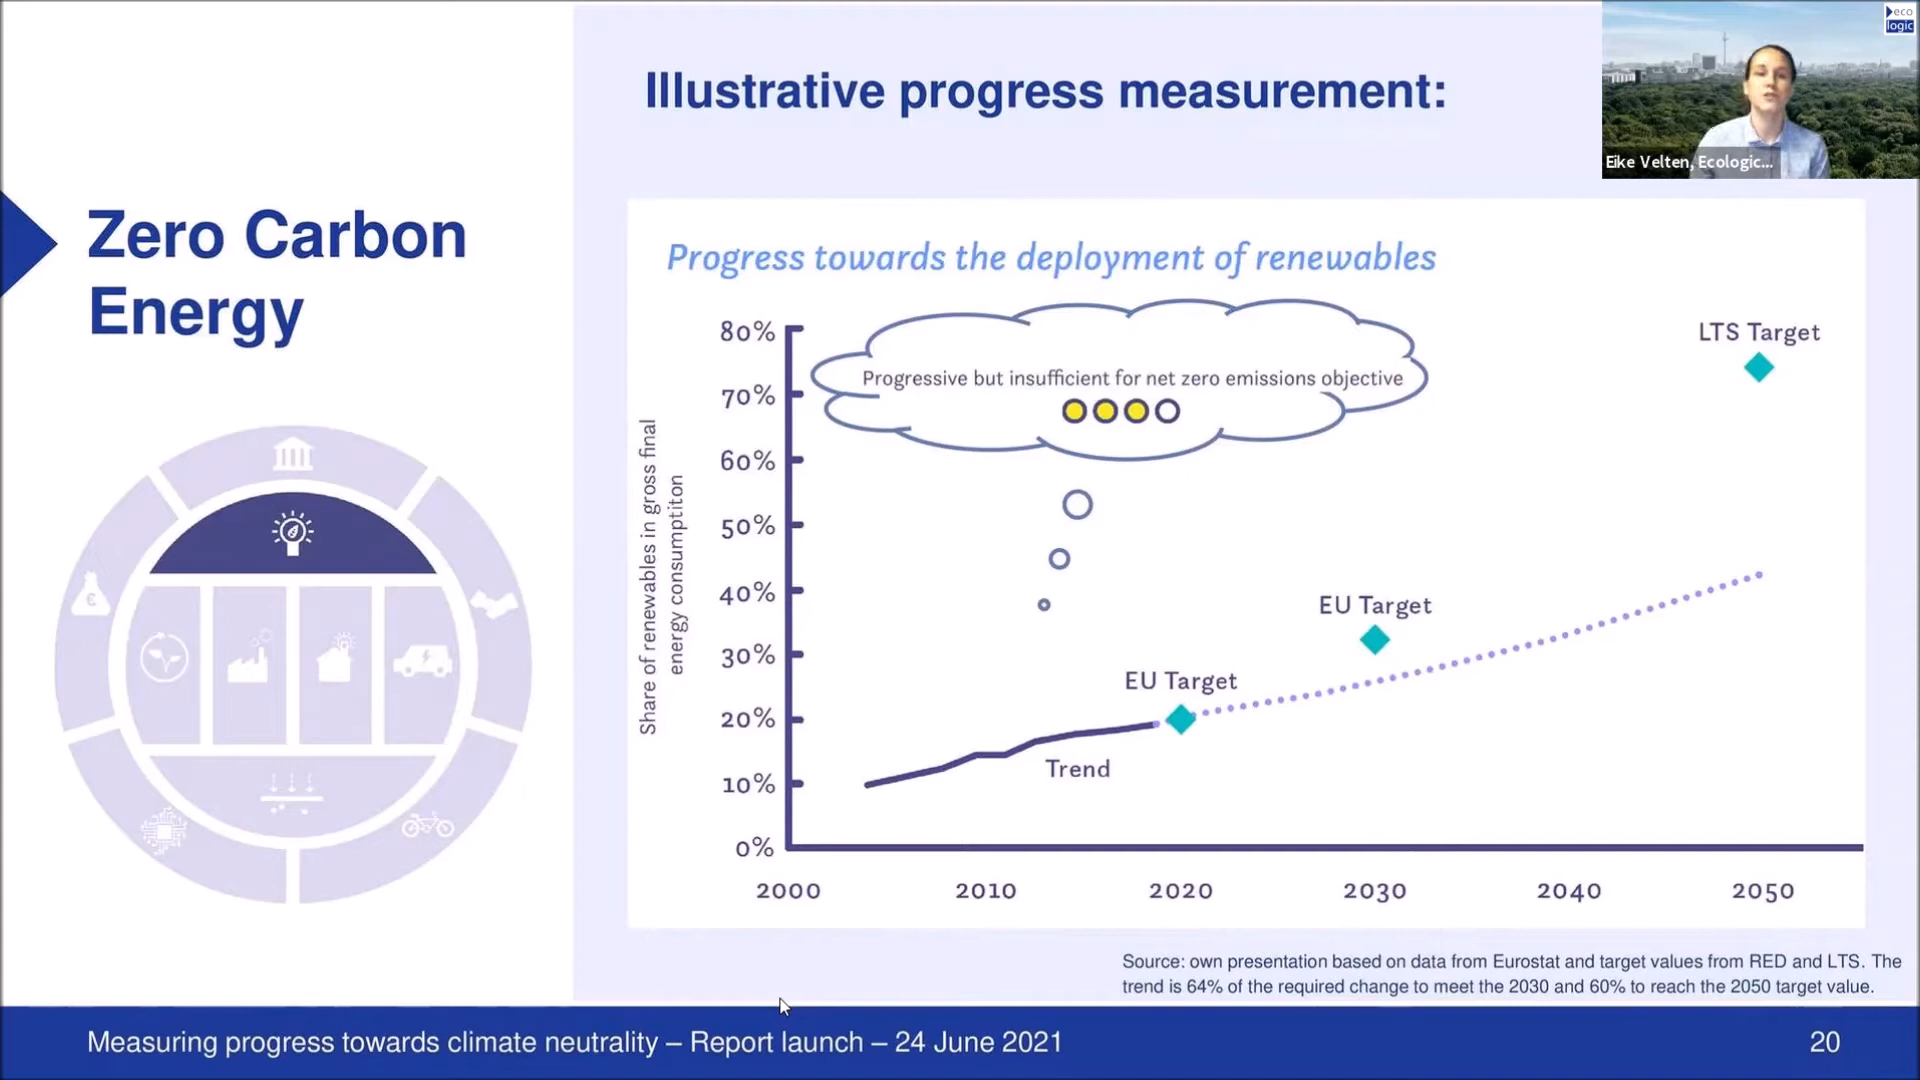 eco
logic
Illustrative progress measurement:
Eike Velten, Ecologic...
Zero Carbon
Energy
Progress towards the deployment of renewables
80%
70%
60%
50%
40%
30%
20%
10%
0%
Share of renewables in gross final
energy consumptiton
Progressive but insufficient for net zero emissions objective
LTS Target
EU Target
EU Target
Trend
2000
2010
2020
2030
2040
2050
€
Source: own presentation based on data from Eurostat and target values from RED and LTS. The
trend is 64% of the required change to meet the 2030 and 60% to reach the 2050 target value.
Measuring progress towards climate neutrality – Report launch – 24 June 2021
20